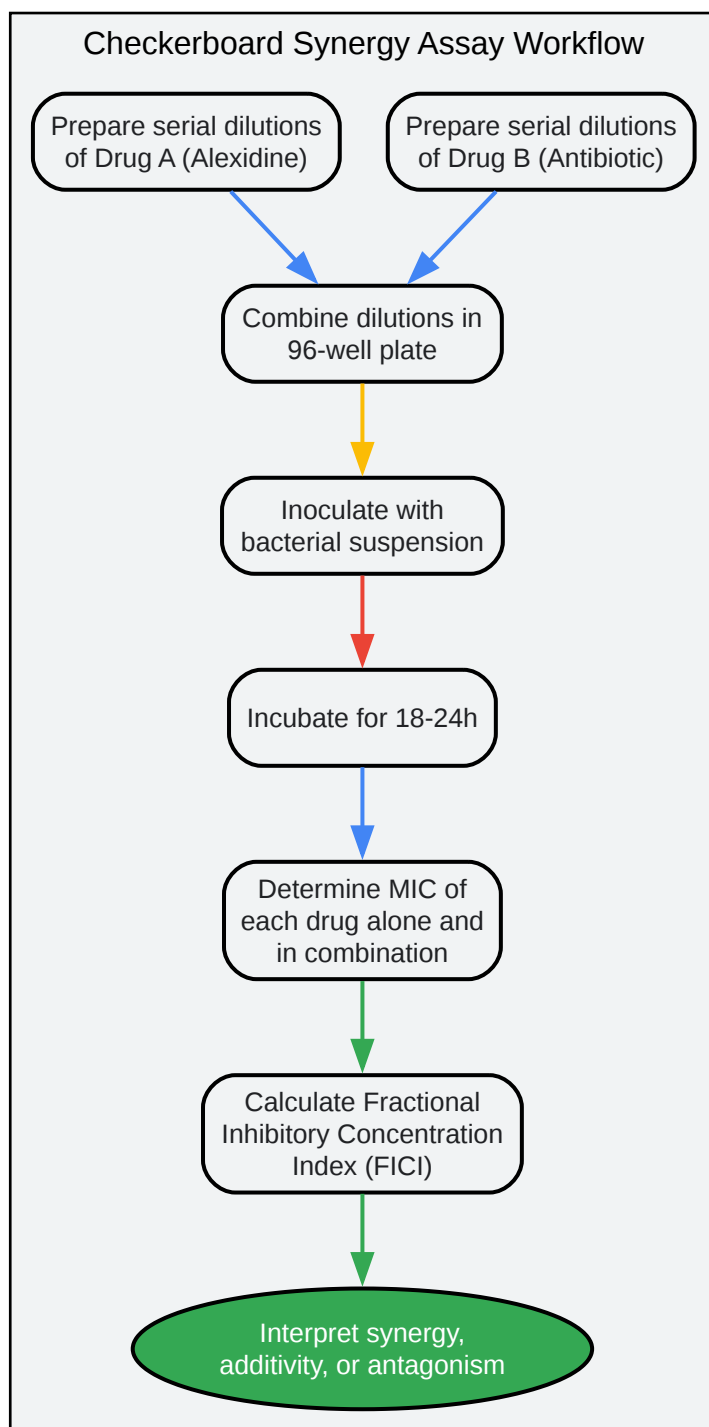 Checkerboard Synergy Assay Workflow
Prepare serial dilutions
of Drug A (Alexidine)
Prepare serial dilutions
of Drug B (Antibiotic)
Combine dilutions in
96-well plate
Inoculate with
bacterial suspension
Incubate for 18-24h
Determine MIC of
each drug alone and
in combination
Calculate Fractional
Inhibitory Concentration
Index (FICI)
Interpret synergy,
additivity, or antagonism